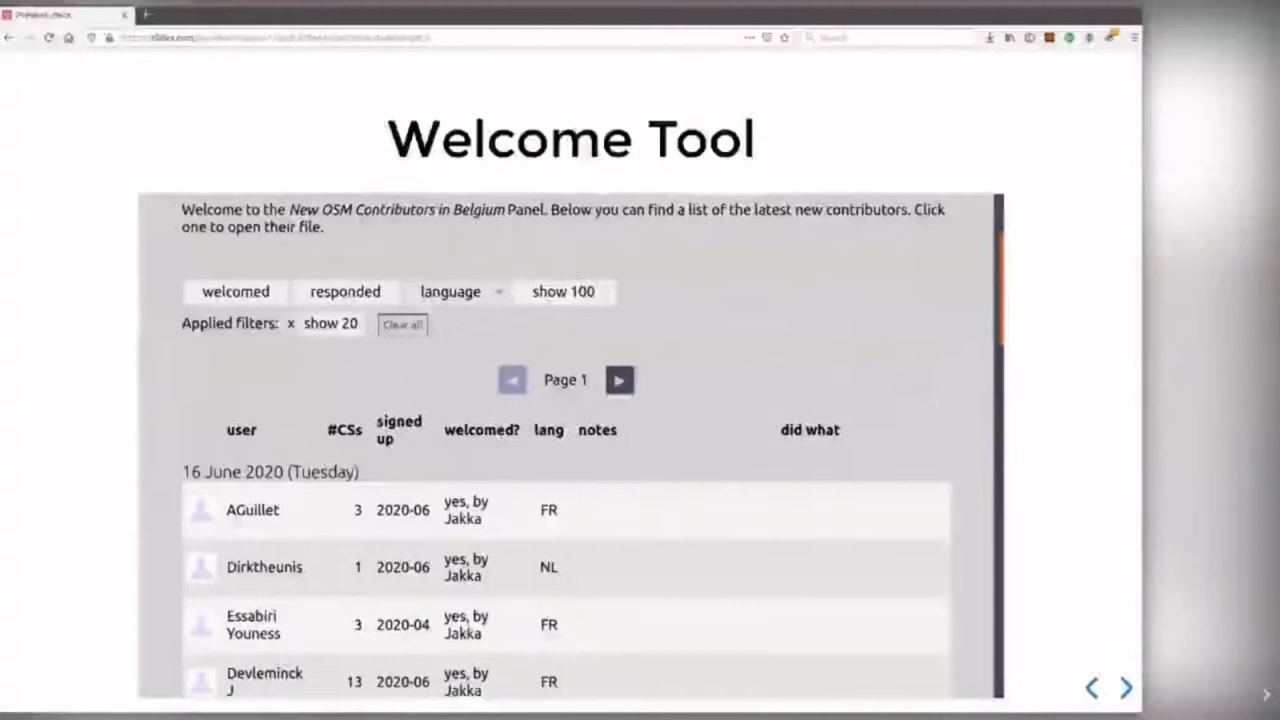 Welcome Tool
Welcome to the New OSM Contributors in Belgium Panel. Below you can find a list of the latest new contributors. Click
one to open their file.
welcomed responded language show 100
Applied filters: x show 20 Clear all
Page 1
user #CSs signed up welcomed? lang notes did what
16 June 2020 (Tuesday)
AGuillet 3 2020-06 yes, by Jakka FR
Dirktheunis 1 2020-06 yes, by Jakka NL
Essabiri Youness 3 2020-04 yes, by Jakka FR
Devleminck J 13 2020-06 yes, by Jakka FR